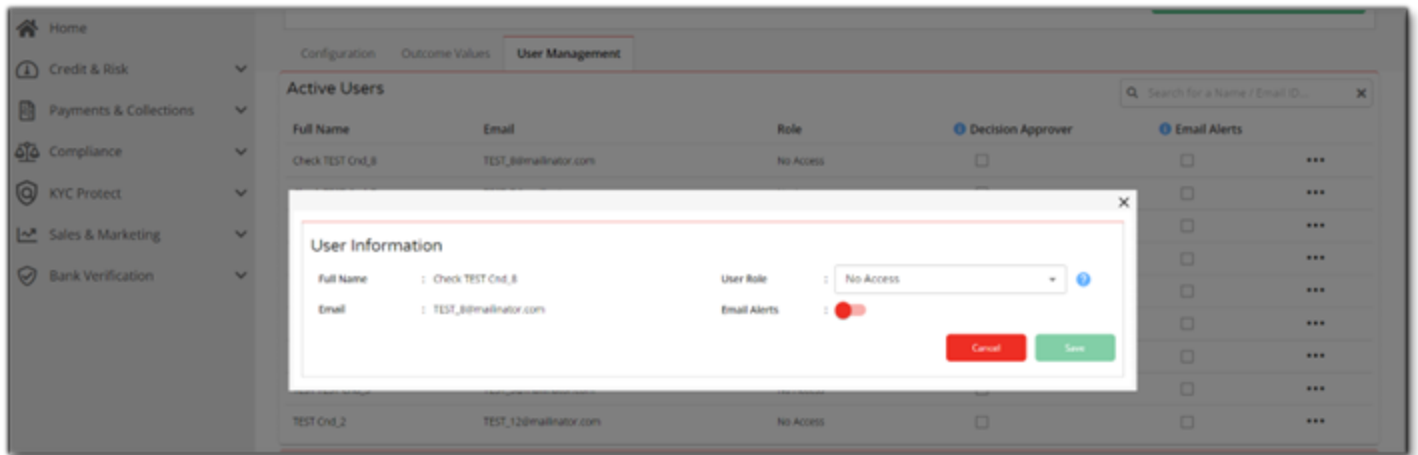 Home
Credit & Risk
Payments & Collections
Compliance
KYC Protect
Sales & Marketing
Bank Verification
Configuration Outcome Values User Management
Active Users
Search for a Name / Email ID...
Full Name Email Role Decision Approver Email Alerts
Check TEST Cnd_8 TEST_8@mailinator.com No Access
User Information
Full Name : Check TEST Cnd_8 User Role : No Access
Email : TEST_8@mailinator.com Email Alerts :
Cancel Save
TEST Cnd_2 TEST_12@mailinator.com No Access